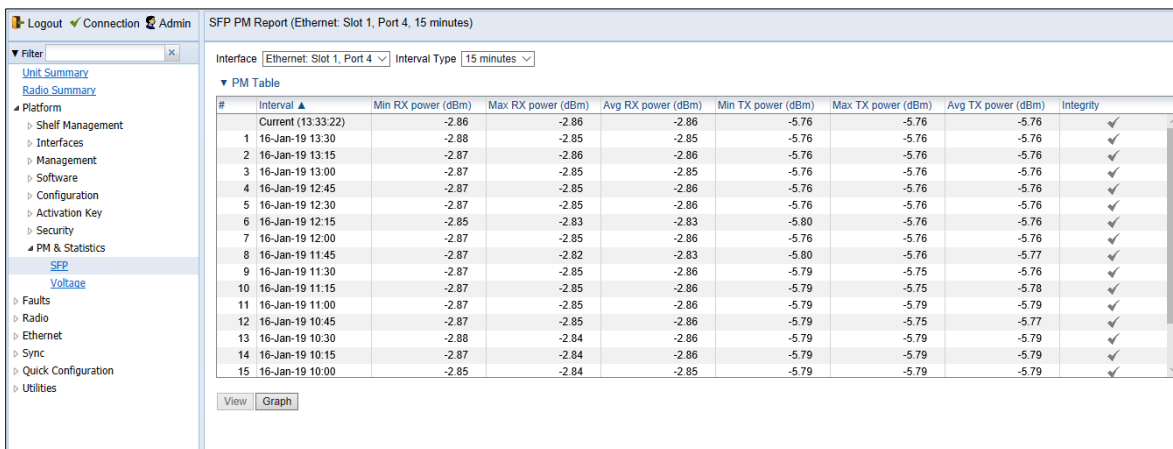 Logout Connection Admin
SFP PM Report (Ethernet: Slot 1, Port 4, 15 minutes)
Filter
Unit Summary
Radio Summary
Platform
Shelf Management
Interfaces
Management
Software
Configuration
Activation Key
Security
PM & Statistics
SFP
Voltage
Faults
Radio
Ethernet
Sync
Quick Configuration
Utilities
Interface Ethernet: Slot 1, Port 4 Interval Type 15 minutes
PM Table
# Interval ▲ Min RX power (dBm) Max RX power (dBm) Avg RX power (dBm) Min TX power (dBm) Max TX power (dBm) Avg TX power (dBm) Integrity
Current (13:33:22) -2.86 -2.86 -2.86 -5.76 -5.76 -5.76
1 16-Jan-19 13:30 -2.88 -2.85 -2.85 -5.76 -5.76 -5.76
2 16-Jan-19 13:15 -2.87 -2.86 -2.86 -5.76 -5.76 -5.76
3 16-Jan-19 13:00 -2.87 -2.85 -2.85 -5.76 -5.76 -5.76
4 16-Jan-19 12:45 -2.87 -2.85 -2.86 -5.76 -5.76 -5.76
5 16-Jan-19 12:30 -2.87 -2.85 -2.86 -5.76 -5.76 -5.76
6 16-Jan-19 12:15 -2.85 -2.83 -2.83 -5.80 -5.76 -5.76
7 16-Jan-19 12:00 -2.87 -2.85 -2.86 -5.76 -5.76 -5.76
8 16-Jan-19 11:45 -2.87 -2.82 -2.83 -5.80 -5.76 -5.77
9 16-Jan-19 11:30 -2.87 -2.85 -2.86 -5.79 -5.75 -5.76
10 16-Jan-19 11:15 -2.87 -2.85 -2.86 -5.79 -5.75 -5.78
11 16-Jan-19 11:00 -2.87 -2.85 -2.86 -5.79 -5.79 -5.79
12 16-Jan-19 10:45 -2.87 -2.85 -2.86 -5.79 -5.75 -5.77
13 16-Jan-19 10:30 -2.88 -2.84 -2.86 -5.79 -5.79 -5.79
14 16-Jan-19 10:15 -2.87 -2.84 -2.86 -5.79 -5.79 -5.79
15 16-Jan-19 10:00 -2.85 -2.84 -2.85 -5.79 -5.79 -5.79
View Graph